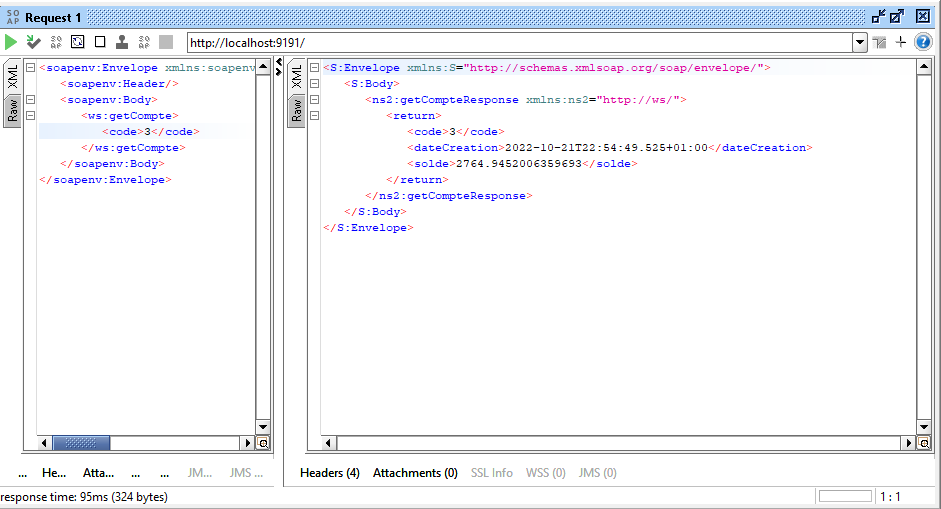 SO AP Request 1
http://localhost:9191/
XML
Raw
<soapenv:Envelope xmlns:soapenv
<soapenv:Header/>
<soapenv:Body>
<ws:getCompte>
<code>3</code>
</ws:getCompte>
</soapenv:Body>
</soapenv:Envelope>
XML
Raw
<S:Envelope xmlns:S="http://schemas.xmlsoap.org/soap/envelope/">
<S:Body>
<ns2:getCompteResponse xmlns:ns2="http://ws/">
<return>
<code>3</code>
<dateCreation>2022-10-21T22:54:49.525+01:00</dateCreation>
<solde>2764.9452006359693</solde>
</return>
</ns2:getCompteResponse>
</S:Body>
</S:Envelope>
... He... Atta... ... ... JM... JMS ...
Headers (4) Attachments (0) SSL Info WSS (0) JMS (0)
response time: 95ms (324 bytes)
1 : 1